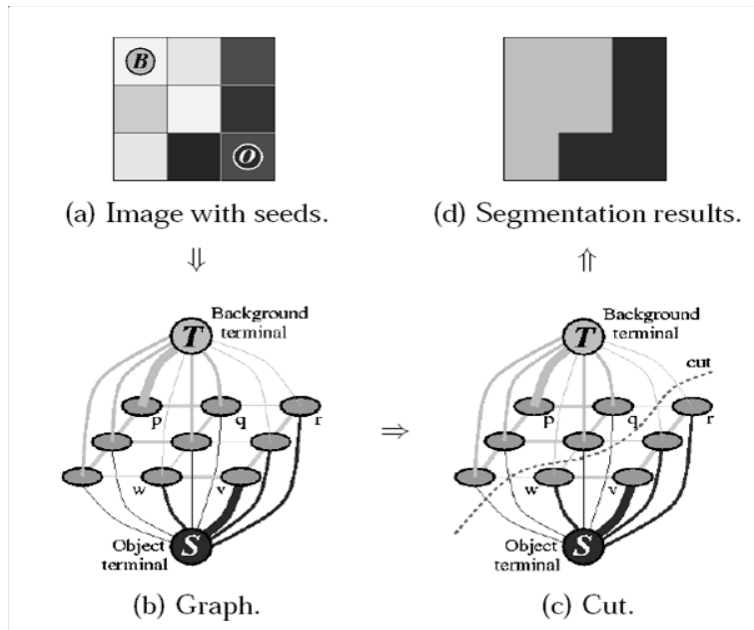 B
O
(a) Image with seeds.
(d) Segmentation results.
⇓
⇑
Background
terminal
T
p
q
r
w
v
Object
terminal
S
(b) Graph.
⇒
Background
terminal
T
cut
p
q
r
w
v
Object
terminal
S
(c) Cut.